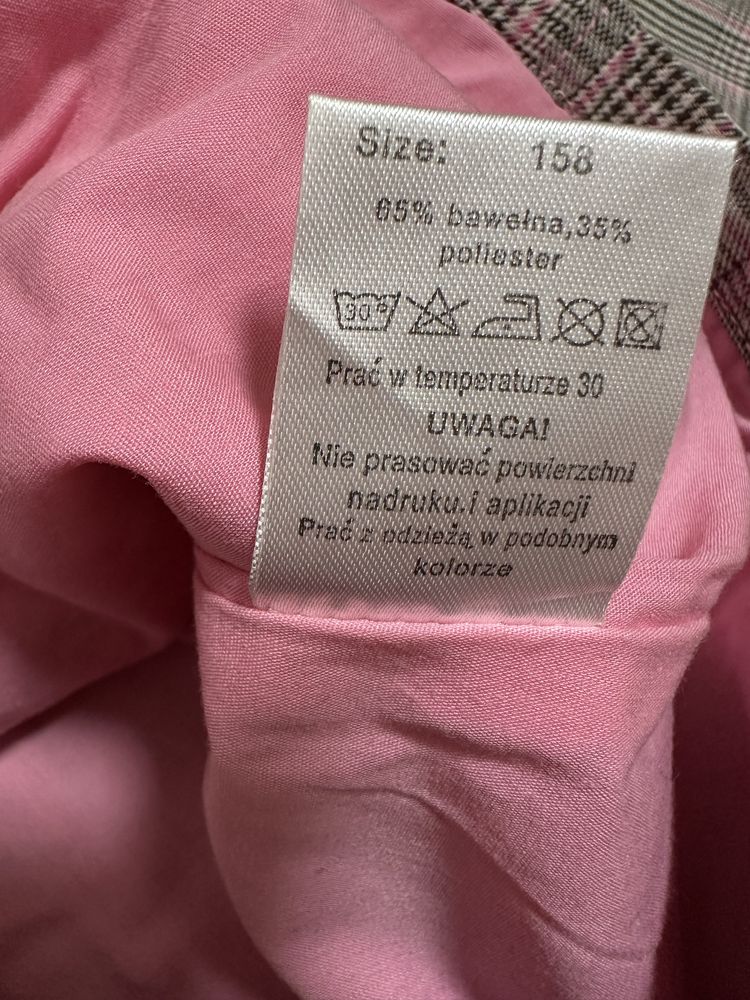 Size: 158
65% bawełna,35%
poliester
30°
Prać w temperaturze 30
UWAGA!
Nie prasować powierzchni
nadruku.i aplikacji
Prać z odzieżą w podobnym
kolorze